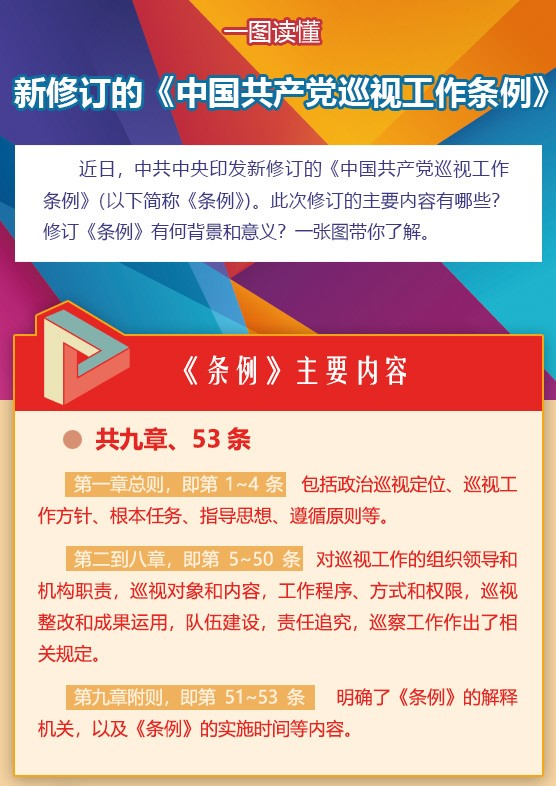 一图读懂
新修订的《中国共产党巡视工作条例》
近日，中共中央印发新修订的《中国共产党巡视工作
条例》（以下简称《条例》）。此次修订的主要内容有哪些？
修订《条例》有何背景和意义？一张图带你了解。
《条例》主要内容
共九章、53 条
第一章总则，即第 1~4 条 包括政治巡视定位、巡视工
作方针、根本任务、指导思想、遵循原则等。
第二到八章，即第 5~50 条 对巡视工作的组织领导和
机构职责，巡视对象和内容，工作程序、方式和权限，巡视
整改和成果运用，队伍建设，责任追究，巡察工作作出了相
关规定。
第九章附则，即第 51~53 条 明确了《条例》的解释
机关，以及《条例》的实施时间等内容。